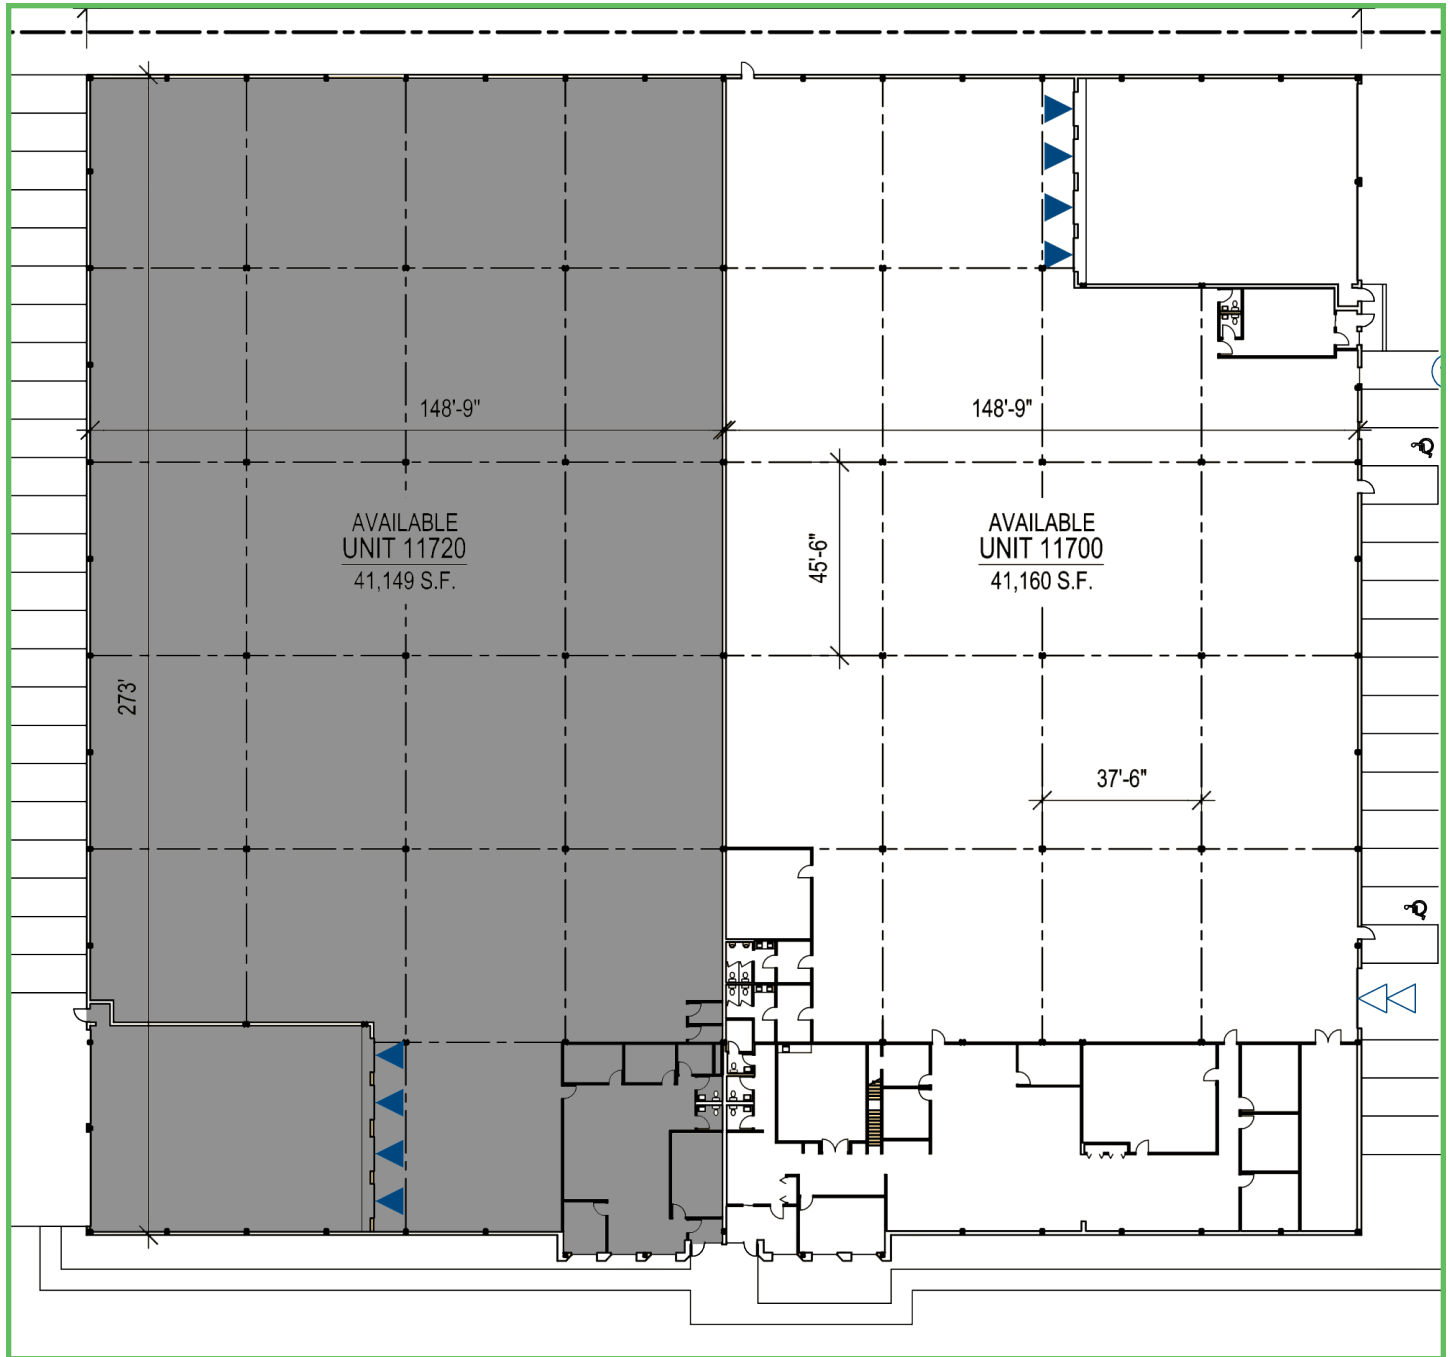 148'-9"
148'-9"
AVAILABLE
UNIT 11720
41,149 S.F.
45'-6"
AVAILABLE
UNIT 11700
41,160 S.F.
273'
37'-6"